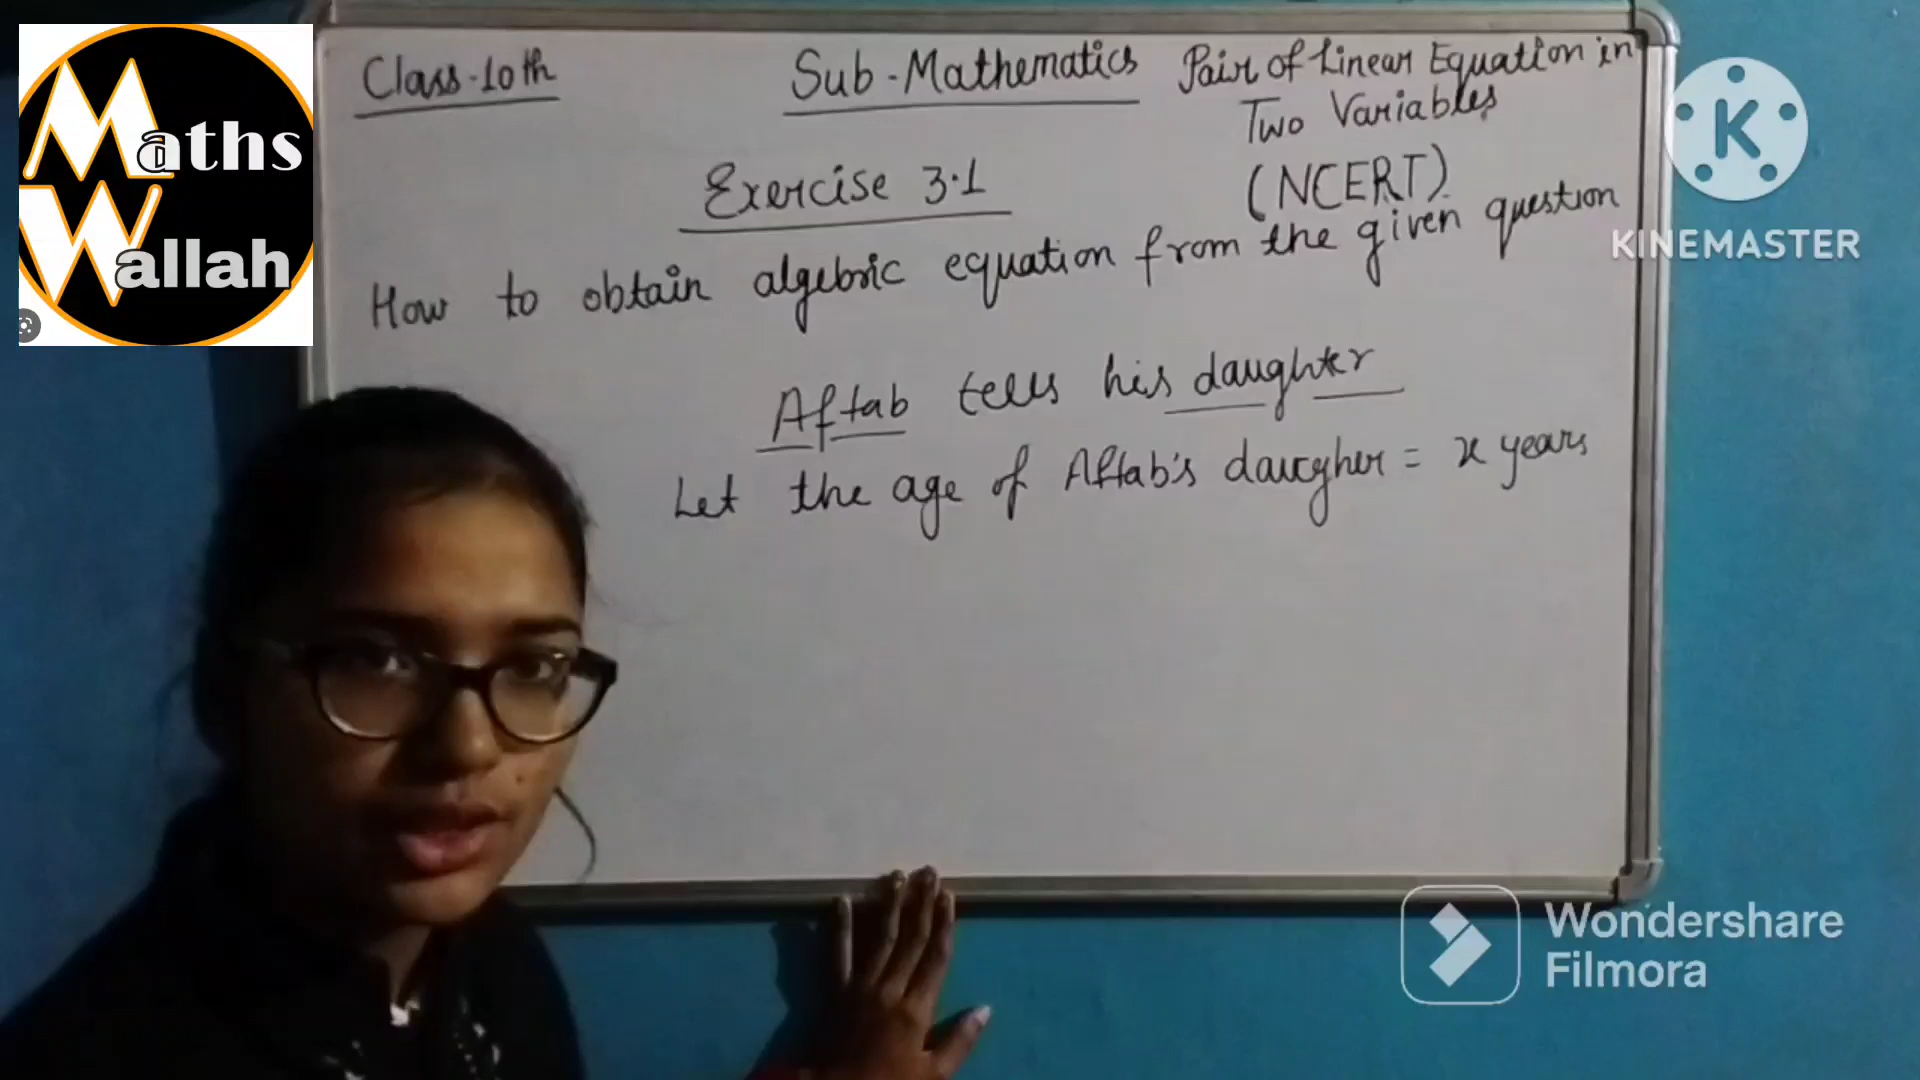 Maths
Wallah
Class-10th
Sub-Mathematics
Pair of Linear Equation in
Two Variables
(NCERT)
Exercise 3.1
How to obtain algebric equation from the given question
Aftab tells his daughter
Let the age of Aftab's daugher = x years
K
KINEMASTER
Wondershare
Filmora